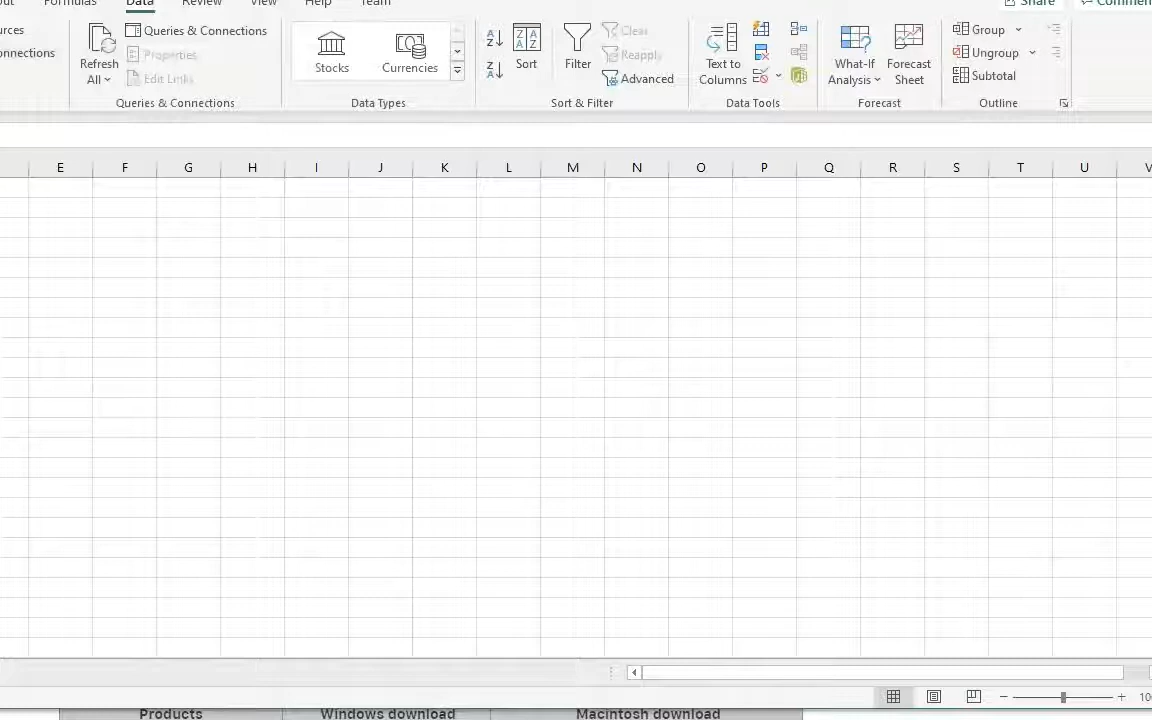 Formulas Data Review View Help Team Share
Queries & Connections
Refresh All
Properties
Edit Links
Queries & Connections
Stocks Currencies
Data Types
Sort
Filter
Clear
Reapply
Advanced
Sort & Filter
Text to Columns
Data Tools
What-If Analysis
Forecast Sheet
Forecast
Group
Ungroup
Subtotal
Outline
E F G H I J K L M N O P Q R S T U V
Products Windows download Macintosh download